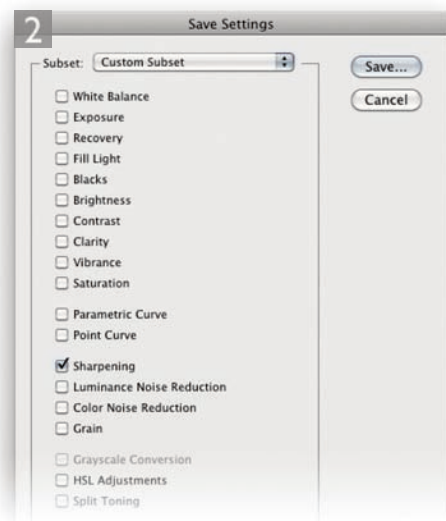 2
Save Settings
Subset: Custom Subset
Save...
Cancel
White Balance
Exposure
Recovery
Fill Light
Blacks
Brightness
Contrast
Clarity
Vibrance
Saturation
Parametric Curve
Point Curve
Sharpening
Luminance Noise Reduction
Color Noise Reduction
Grain
Grayscale Conversion
HSL Adjustments
Split Toning